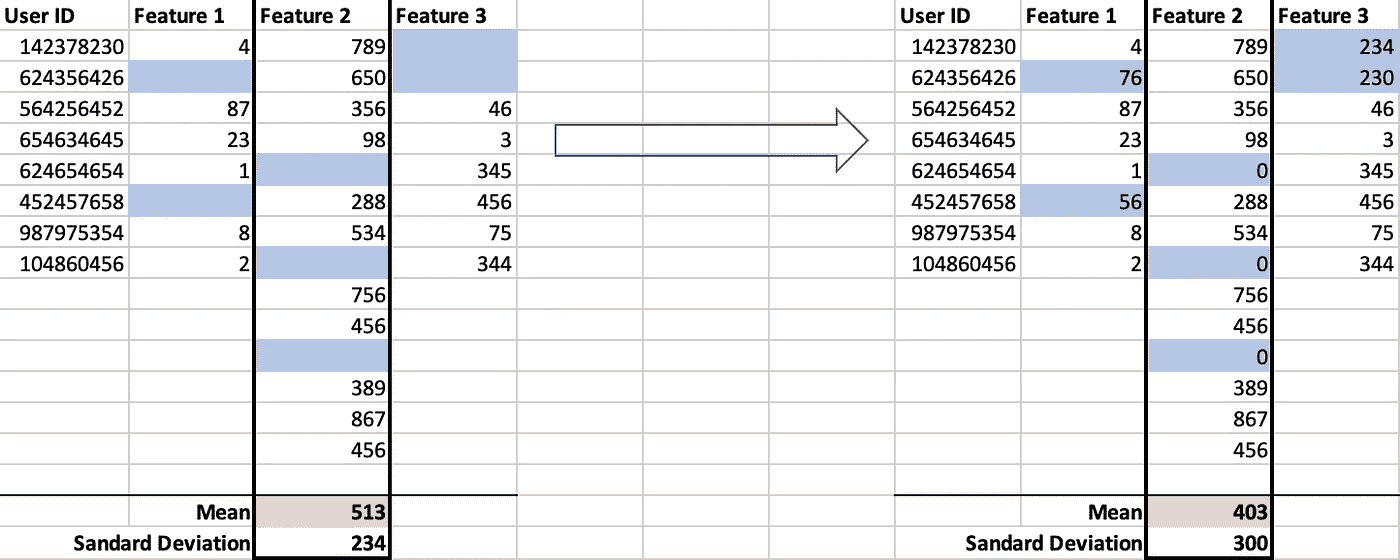 User ID Feature 1 Feature 2 Feature 3 User ID Feature 1 Feature 2 Feature 3
142378230 4 789 142378230 4 789 234
624356426 650 624356426 76 650 230
564256452 87 356 46 564256452 87 356 46
654634645 23 98 3 654634645 23 98 3
624654654 1 345 624654654 1 0 345
452457658 288 456 452457658 56 288 456
987975354 8 534 75 987975354 8 534 75
104860456 2 344 104860456 2 0 344
756 756
456 456
0
389 389
867 867
456 456
Mean 513 Mean 403
Sandard Deviation 234 Sandard Deviation 300